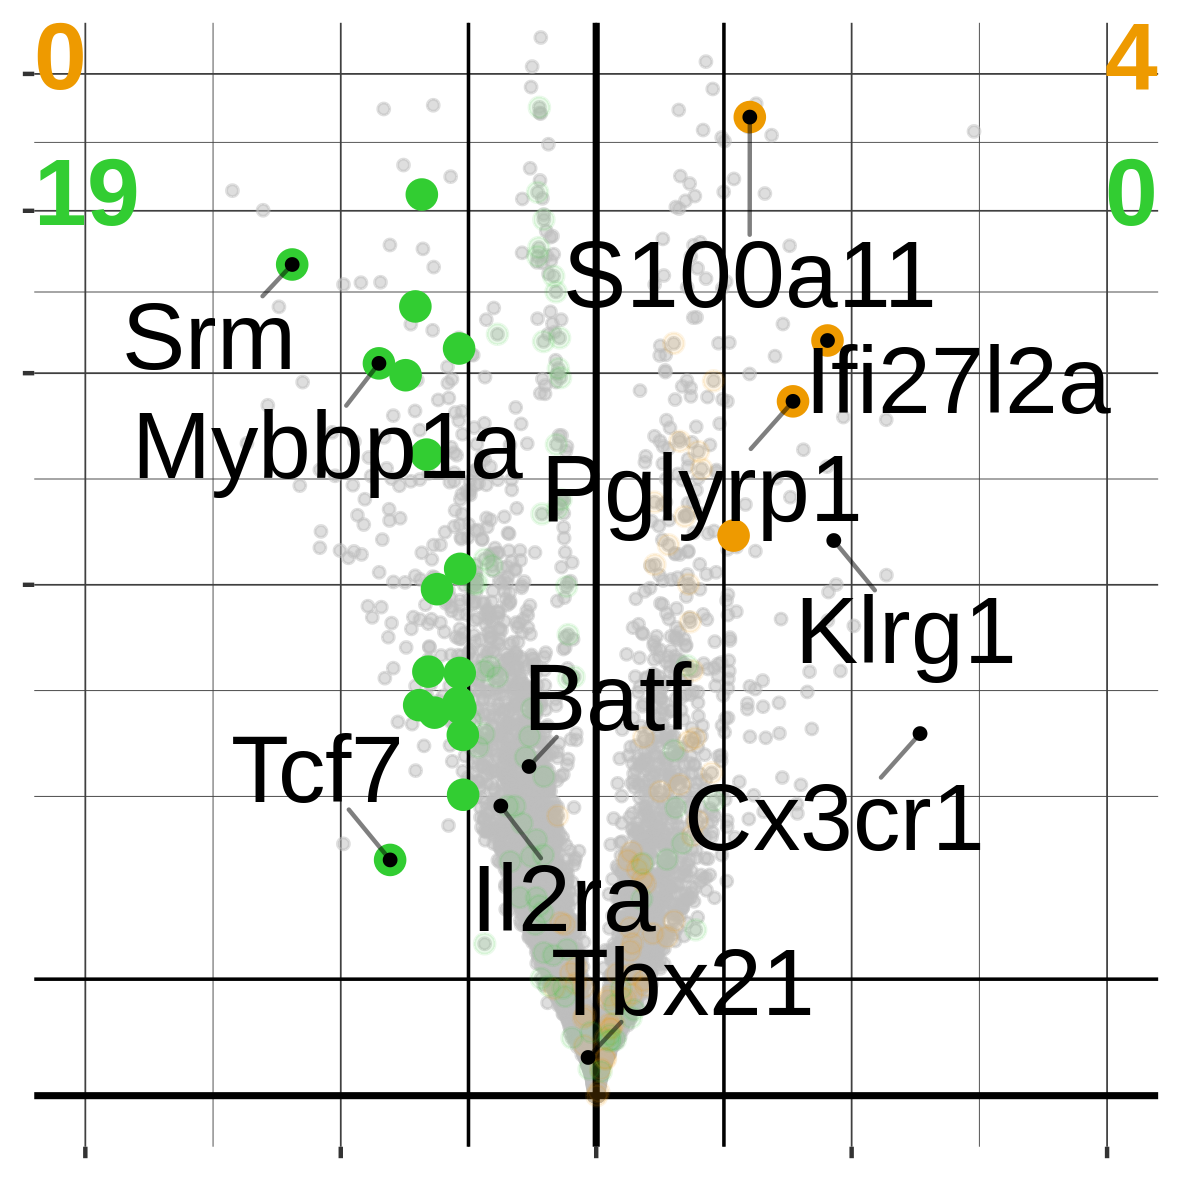 0
4
19
0
S100a11
Srm
Ifi27l2a
Mybbp1a
Pglyrp1
Klrg1
Batf
Tcf7
Cx3cr1
Il2ra
Tbx21